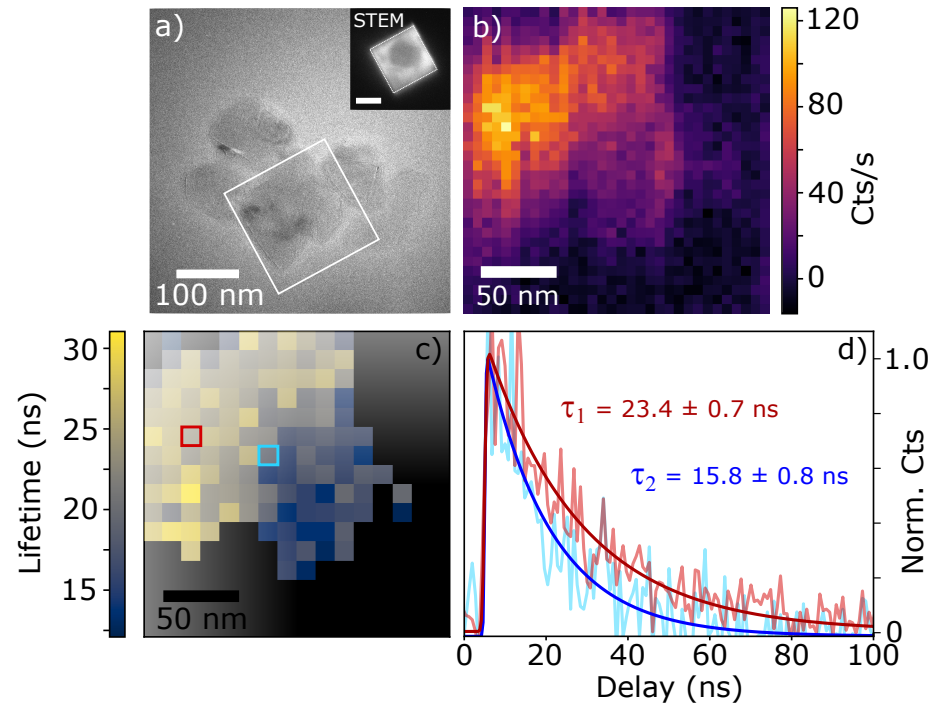 a)
STEM
100 nm
b)
50 nm
120
80
40
0
Cts/s
c)
30
25
20
15
Lifetime (ns)
50 nm
d)
τ1 = 23.4 ± 0.7 ns
τ2 = 15.8 ± 0.8 ns
1.0
0
Norm. Cts
0 20 40 60 80 100
Delay (ns)